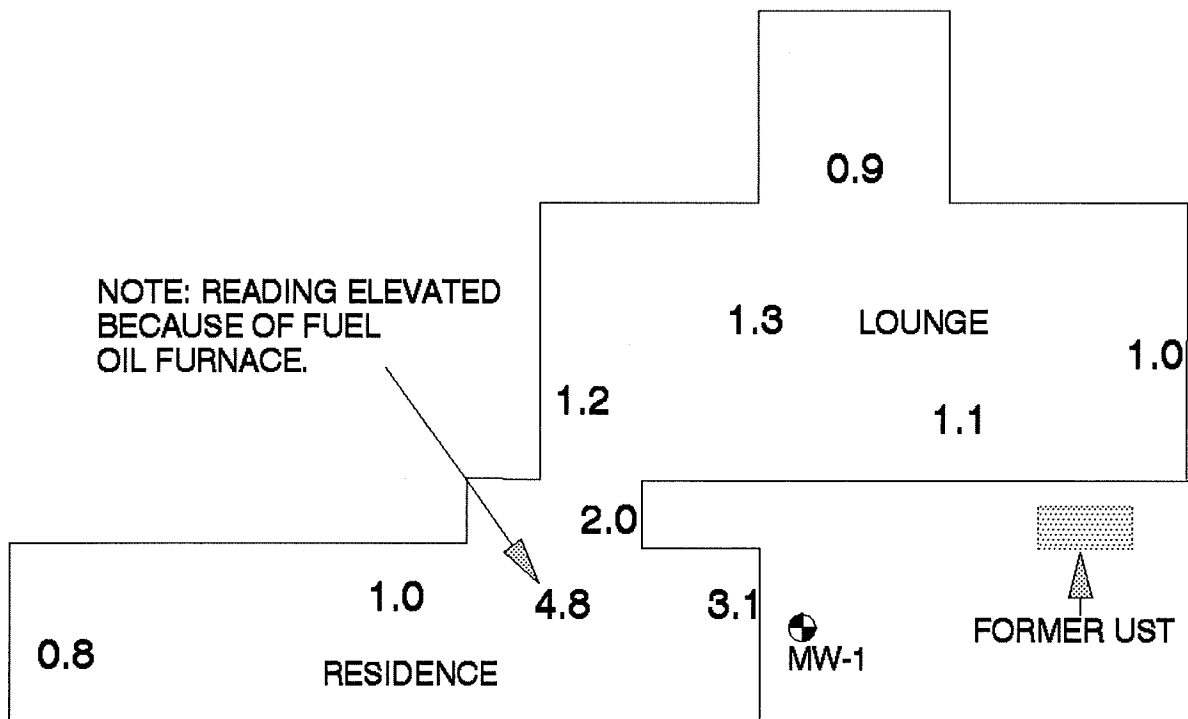 0.9
NOTE: READING ELEVATED
BECAUSE OF FUEL
OIL FURNACE.
1.3 LOUNGE
1.0
1.2
1.1
2.0
1.0
4.8
3.1
0.8
RESIDENCE
MW-1
FORMER UST